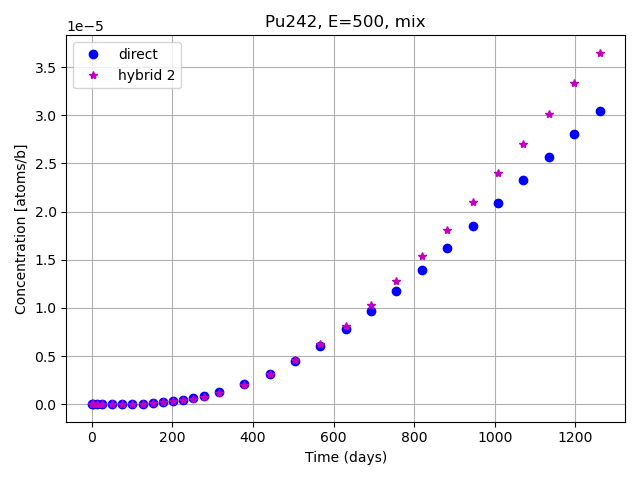 Pu242, E=500, mix
1e−5
direct
hybrid 2
3.5
3.0
2.5
2.0
1.5
1.0
0.5
0.0
Concentration [atoms/b]
0 200 400 600 800 1000 1200
Time (days)